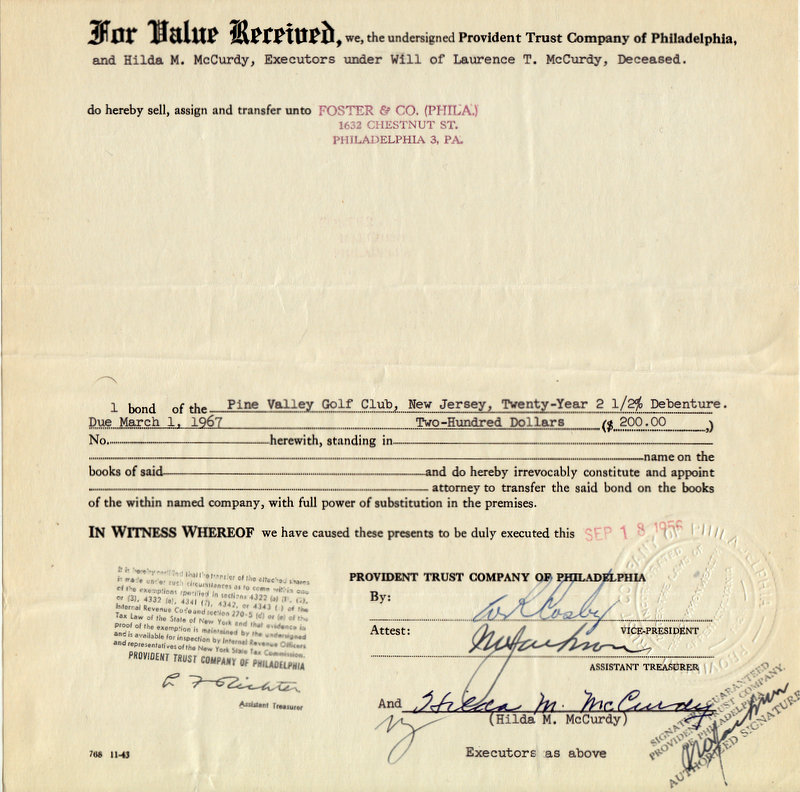 For Value Received, we, the undersigned Provident Trust Company of Philadelphia,
and Hilda M. McCurdy, Executors under Will of Laurence T. McCurdy, Deceased.
do hereby sell, assign and transfer unto FOSTER & CO. (PHILA.)
1632 CHESTNUT ST.
PHILADELPHIA 3, PA.
1 bond of the Pine Valley Golf Club, New Jersey, Twenty-Year 2 1/2% Debenture.
Due March 1, 1967 Two-Hundred Dollars ($ 200.00 ,)
No. herewith, standing in
name on the
books of said and do hereby irrevocably constitute and appoint
attorney to transfer the said bond on the books
of the within named company, with full power of substitution in the premises.
IN WITNESS WHEREOF we have caused these presents to be duly executed this SEP 18 1956
It is hereby certified that the transfer of the attached shares
is made under such circumstances as to come within one
of the exemptions specified in sections 4322 (a) (1), (2),
or (3), 4332 (a), 4341 (7), 4342, or 4343 ( ) of the
Internal Revenue Code and section 270-5 (d) or (e) of the
Tax Law of the State of New York and that evidence in
proof of the exemption is maintained by the undersigned
and is available for inspection by Internal Revenue Officers
and representatives of the New York State Tax Commission.
PROVIDENT TRUST COMPANY OF PHILADELPHIA
Assistant Treasurer
PROVIDENT TRUST COMPANY OF PHILADELPHIA
By:
VICE-PRESIDENT
Attest:
ASSISTANT TREASURER
And Hilda M. McCurdy
(Hilda M. McCurdy)
Executors as above
SIGNATURE GUARANTEED
PROVIDENT TRUST COMPANY
OF PHILADELPHIA
AUTHORIZED SIGNATURE
768 11-43